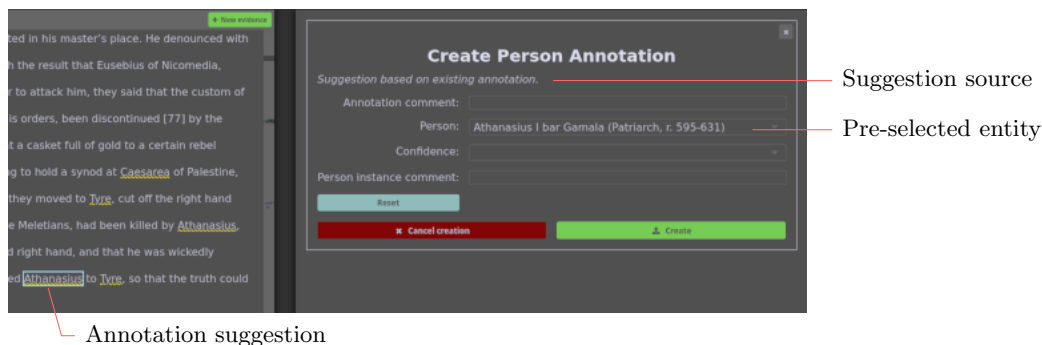 + New evidence
ted in his master's place. He denounced with
h the result that Eusebius of Nicomedia,
r to attack him, they said that the custom of
is orders, been discontinued [77] by the
t a casket full of gold to a certain rebel
g to hold a synod at Caesarea of Palestine,
they moved to Tyre, cut off the right hand
e Meletians, had been killed by Athanasius,
d right hand, and that he was wickedly
ed Athanasius to Tyre, so that the truth could
Create Person Annotation
Suggestion based on existing annotation.
Annotation comment:
Person: Athanasius I bar Gamala (Patriarch, r. 595-631)
Confidence:
Person instance comment:
Reset
Cancel creation
Create
Suggestion source
Pre-selected entity
Annotation suggestion